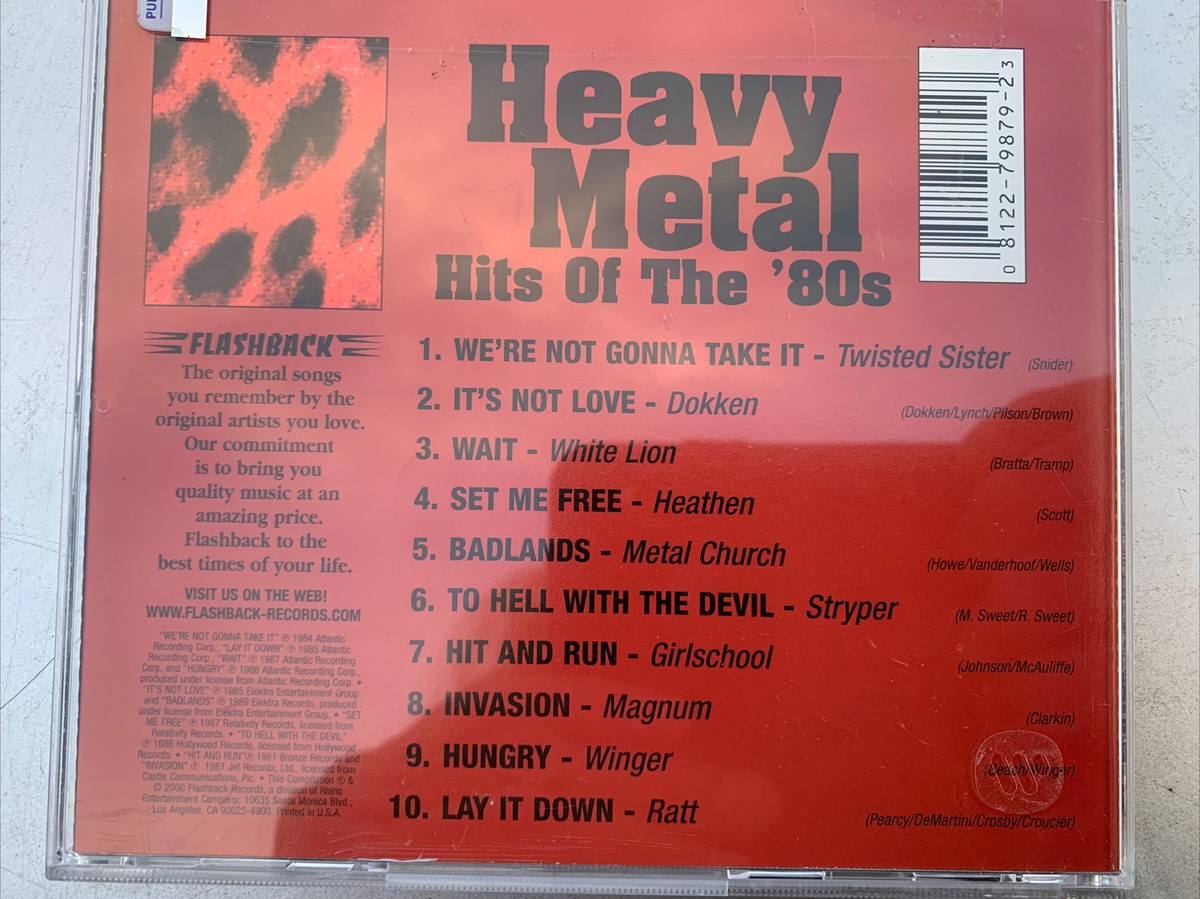 PU
Heavy
Metal
Hits Of The '80s
0 81122-79879-2 3
FLASHBACK
The original songs
you remember by the
original artists you love.
Our commitment
is to bring you
quality music at an
amazing price.
Flashback to the
best times of your life.
VISIT US ON THE WEB!
WWW.FLASHBACK-RECORDS.COM
"WE'RE NOT GONNA TAKE IT" ℗ 1984 Atlantic
Recording Corp., "LAY IT DOWN" ℗ 1985 Atlantic
Recording Corp., "WAIT" ℗ 1987 Atlantic Recording
Corp. and "HUNGRY" ℗ 1988 Atlantic Recording Corp.,
produced under license from Atlantic Recording Corp. •
"IT'S NOT LOVE" ℗ 1985 Elektra Entertainment Group
and "BADLANDS" ℗ 1989 Elektra Records, produced
under license from Elektra Entertainment Group. • "SET
ME FREE" ℗ 1987 Relativity Records, licensed from
Relativity Records. • "TO HELL WITH THE DEVIL"
℗ 1986 Hollywood Records, licensed from Hollywood
Records. • "HIT AND RUN" ℗ 1981 Bronze Records and
"INVASION" ℗ 1987 Jet Records, Ltd., licensed from
Castle Communications, Plc. • This Compilation ℗ &
© 2000 Flashback Records, a division of Rhino
Entertainment Company, 10635 Santa Monica Blvd.,
Los Angeles, CA 90025-4900. Printed in U.S.A.
1. WE'RE NOT GONNA TAKE IT - Twisted Sister (Snider)
2. IT'S NOT LOVE - Dokken (Dokken/Lynch/Pilson/Brown)
3. WAIT - White Lion (Bratta/Tramp)
4. SET ME FREE - Heathen (Scott)
5. BADLANDS - Metal Church (Howe/Vanderhoof/Wells)
6. TO HELL WITH THE DEVIL - Stryper (M. Sweet/R. Sweet)
7. HIT AND RUN - Girlschool (Johnson/McAuliffe)
8. INVASION - Magnum (Clarkin)
9. HUNGRY - Winger (Beach/Winger)
10. LAY IT DOWN - Ratt (Pearcy/DeMartini/Crosby/Croucier)